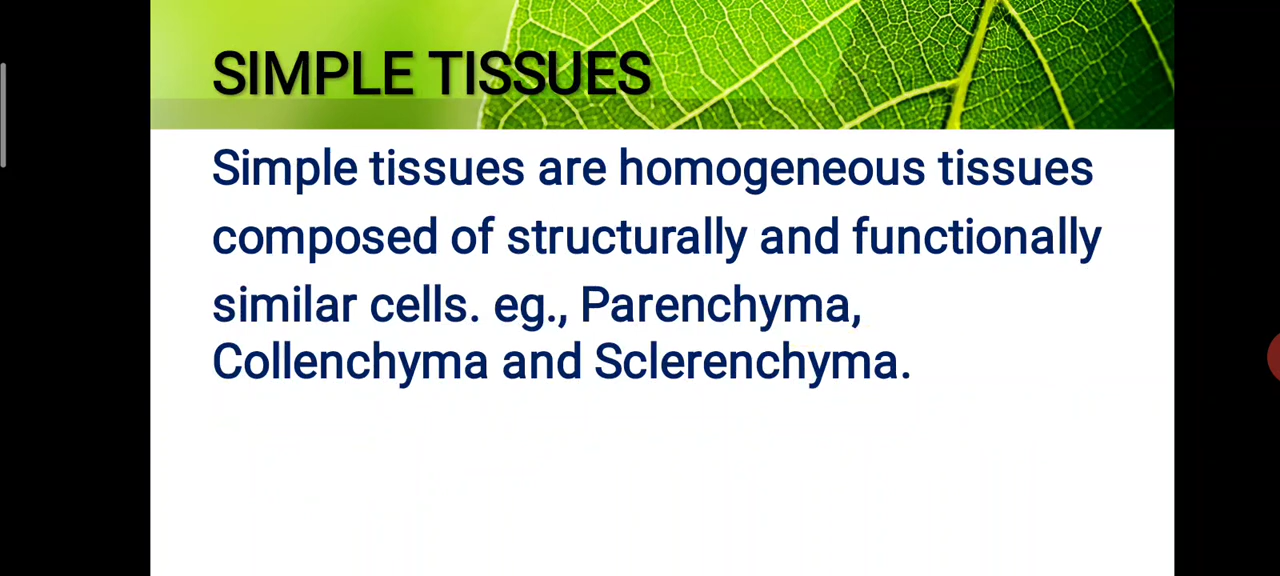 SIMPLE TISSUES
Simple tissues are homogeneous tissues
composed of structurally and functionally
similar cells. eg., Parenchyma,
Collenchyma and Sclerenchyma.